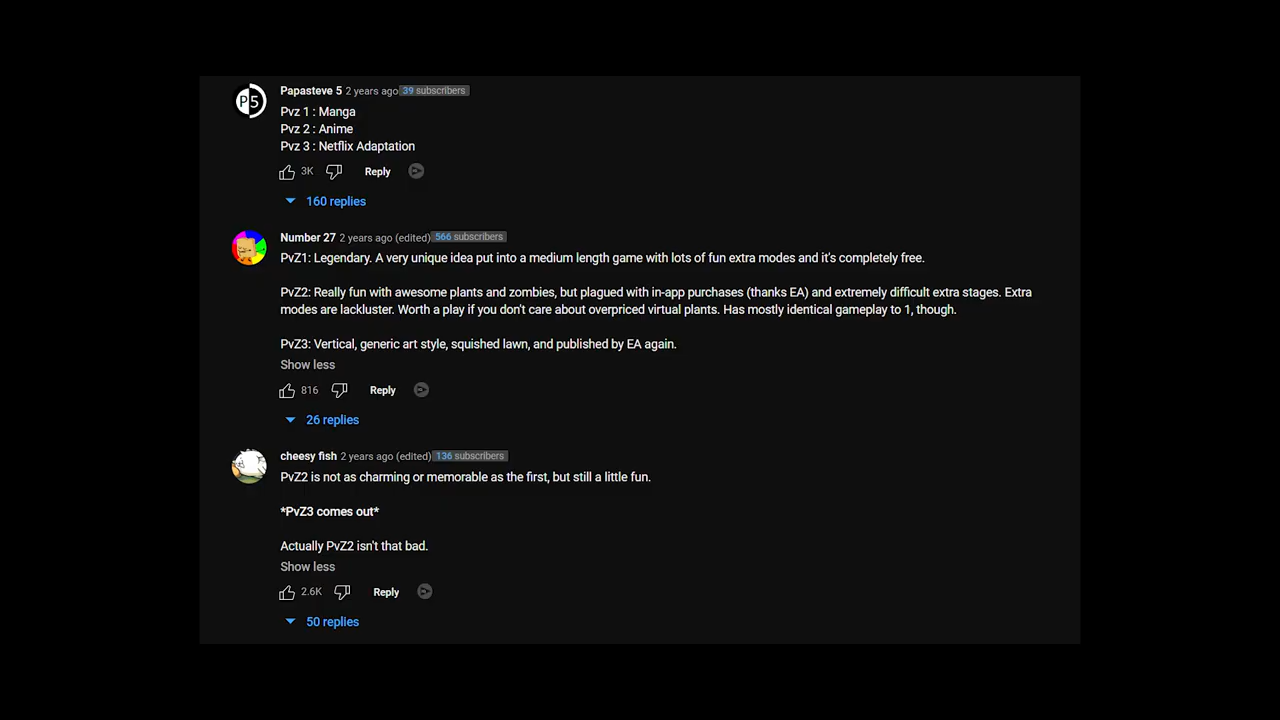 P5
Papasteve 5 2 years ago 39 subscribers
Pvz 1 : Manga
Pvz 2 : Anime
Pvz 3 : Netflix Adaptation
3K Reply
160 replies
Number 27 2 years ago (edited) 566 subscribers
PvZ1: Legendary. A very unique idea put into a medium length game with lots of fun extra modes and it's completely free.
PvZ2: Really fun with awesome plants and zombies, but plagued with in-app purchases (thanks EA) and extremely difficult extra stages. Extra
modes are lackluster. Worth a play if you don't care about overpriced virtual plants. Has mostly identical gameplay to 1, though.
PvZ3: Vertical, generic art style, squished lawn, and published by EA again.
Show less
816 Reply
26 replies
cheesy fish 2 years ago (edited) 136 subscribers
PvZ2 is not as charming or memorable as the first, but still a little fun.
*PvZ3 comes out*
Actually PvZ2 isn't that bad.
Show less
2.6K Reply
50 replies